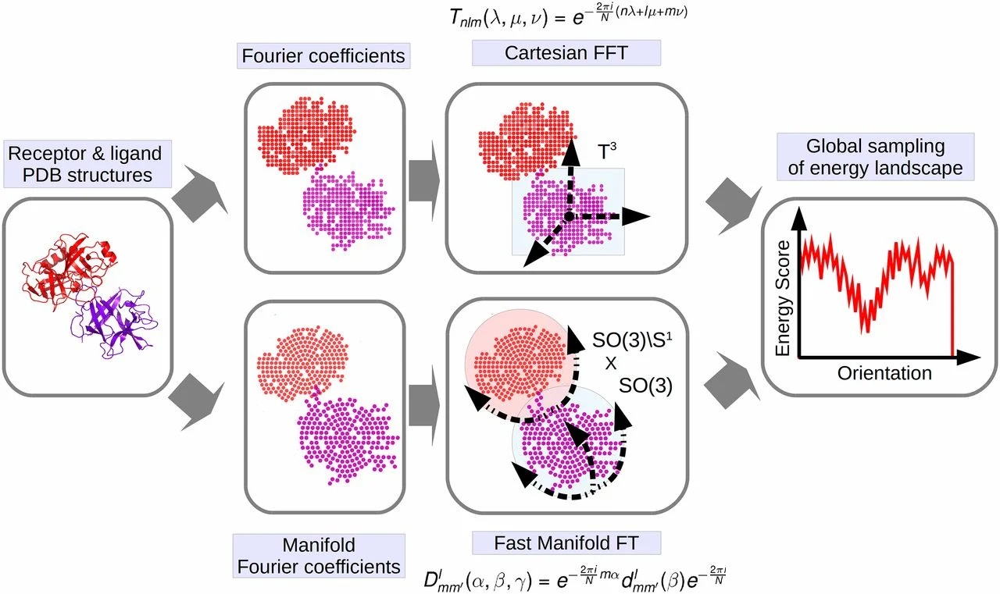 T_{nlm}(λ, μ, ν) = e^{-\frac{2πi}{N}(nλ+lμ+mν)}
Fourier coefficients
Cartesian FFT
Receptor & ligand
PDB structures
T³
Global sampling
of energy landscape
Energy Score
Orientation
SO(3)\S¹
X
SO(3)
Manifold
Fourier coefficients
Fast Manifold FT
D^l_{mm'}(α, β, γ) = e^{-\frac{2πi}{N}mα} d^l_{mm'}(β)e^{-\frac{2πi}{N}}